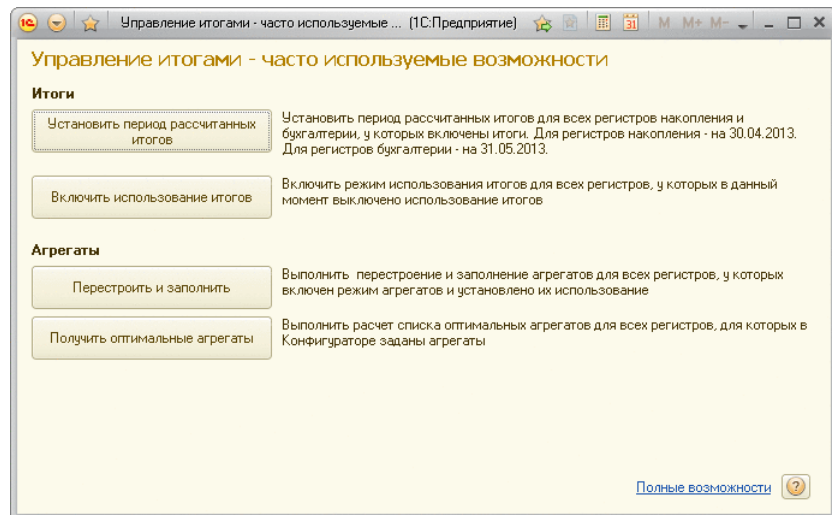 Управление итогами - часто используемые ... (1С:Предприятие)
31
M M+ M-
Управление итогами - часто используемые возможности
Итоги
Установить период рассчитанных
итогов
Установить период рассчитанных итогов для всех регистров накопления и
бухгалтерии, у которых включены итоги. Для регистров накопления - на 30.04.2013.
Для регистров бухгалтерии - на 31.05.2013.
Включить использование итогов
Включить режим использования итогов для всех регистров, у которых в данный
момент выключено использование итогов
Агрегаты
Перестроить и заполнить
Выполнить перестроение и заполнение агрегатов для всех регистров, у которых
включен режим агрегатов и установлено их использование
Получить оптимальные агрегаты
Выполнить расчет списка оптимальных агрегатов для всех регистров, для которых в
Конфигураторе заданы агрегаты
Полные возможности
?